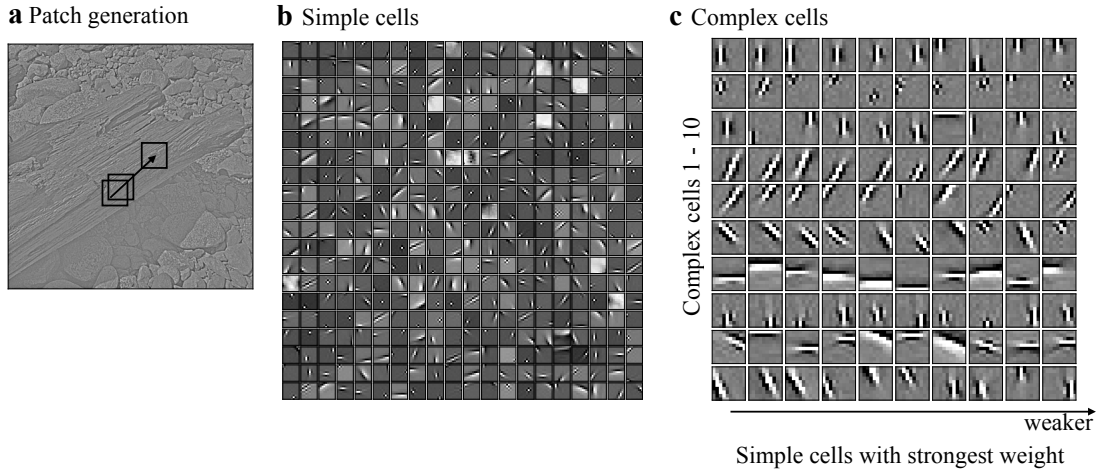 a Patch generation
b Simple cells
c Complex cells
Complex cells 1 - 10
weaker
Simple cells with strongest weight